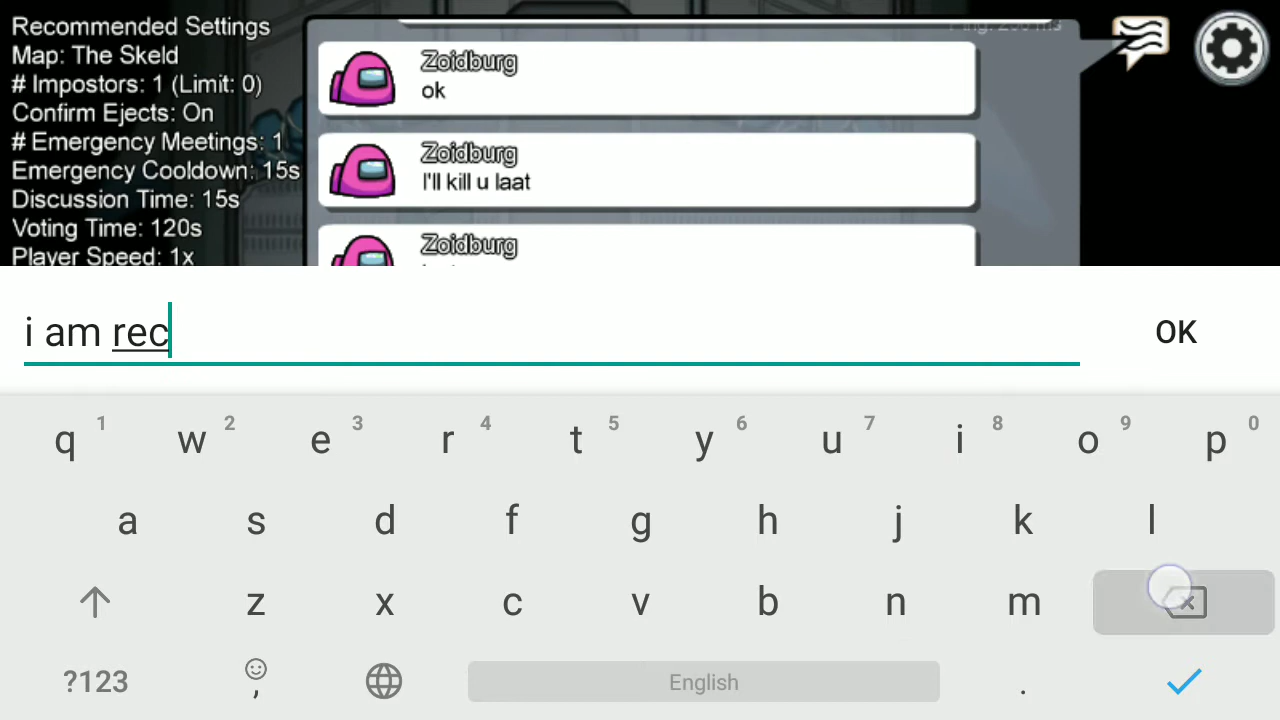 Recommended Settings
Map: The Skeld
# Impostors: 1 (Limit: 0)
Confirm Ejects: On
# Emergency Meetings: 1
Emergency Cooldown: 15s
Discussion Time: 15s
Voting Time: 120s
Player Speed: 1x
Zoidburg
ok
Zoidburg
I'll kill u laat
Zoidburg
i am rec
OK
q 1 w 2 e 3 r 4 t 5 y 6 u 7 i 8 o 9 p 0
a s d f g h j k l
z x c v b n m
?123 , English .